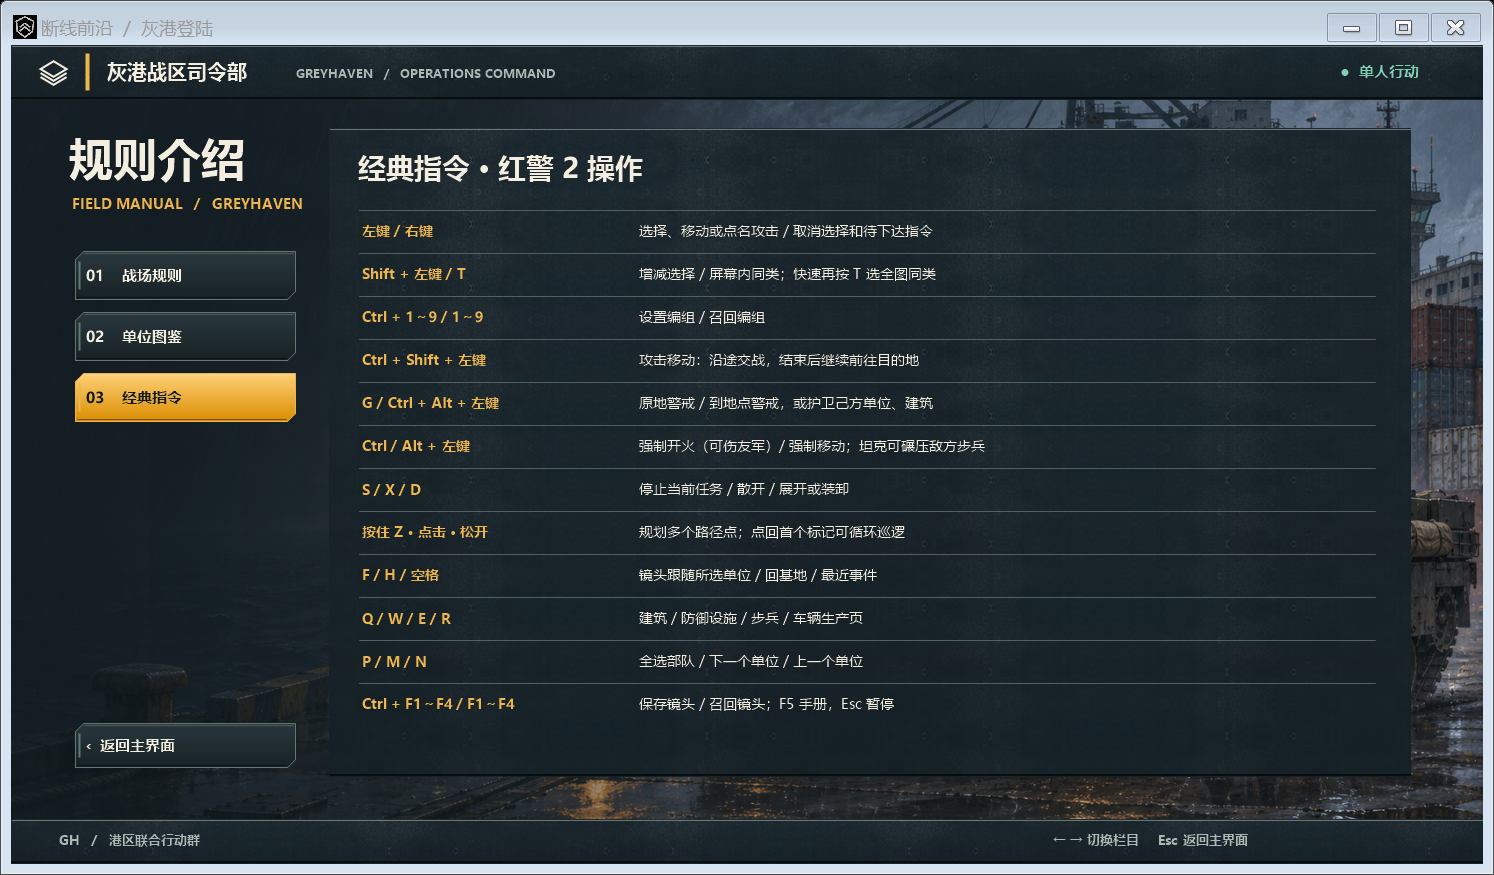 断线前沿 / 灰港登陆
灰港战区司令部
GREYHAVEN / OPERATIONS COMMAND
单人行动
规则介绍
FIELD MANUAL / GREYHAVEN
01 战场规则
02 单位图鉴
03 经典指令
‹ 返回主界面
经典指令・红警 2 操作
左键 / 右键 选择、移动或点名攻击 / 取消选择和待下达指令
Shift + 左键 / T 增减选择 / 屏幕内同类；快速再按 T 选全图同类
Ctrl + 1～9 / 1～9 设置编组 / 召回编组
Ctrl + Shift + 左键 攻击移动：沿途交战，结束后继续前往目的地
G / Ctrl + Alt + 左键 原地警戒 / 到地点警戒，或护卫己方单位、建筑
Ctrl / Alt + 左键 强制开火（可伤友军）/ 强制移动；坦克可碾压敌方步兵
S / X / D 停止当前任务 / 散开 / 展开或装卸
按住 Z・点击・松开 规划多个路径点；点回首个标记可循环巡逻
F / H / 空格 镜头跟随所选单位 / 回基地 / 最近事件
Q / W / E / R 建筑 / 防御设施 / 步兵 / 车辆生产页
P / M / N 全选部队 / 下一个单位 / 上一个单位
Ctrl + F1～F4 / F1～F4 保存镜头 / 召回镜头；F5 手册，Esc 暂停
GH / 港区联合行动群
←→ 切换栏目 Esc 返回主界面